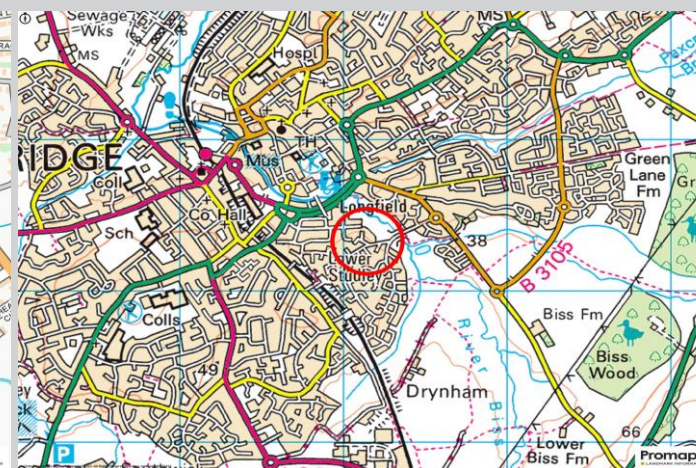 Sewage
Wks
MS
Hospl
MS
RIDGE
TH
Mus
Coll
Green
Lane
Fm
Gr
Co Hall
Longfield
Sch
38
Lower
Studley
B 3105
Colls
Biss Fm
River Biss
Biss
Wood
49
Drynham
Lower
Biss Fm
66
P
Promap